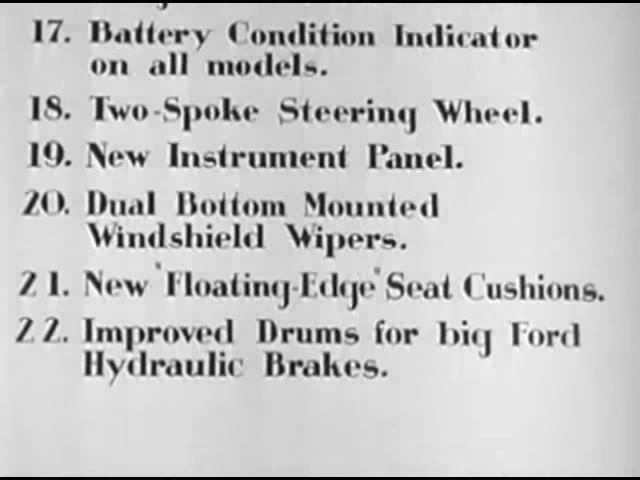 17. Battery Condition Indicator
on all models.
18. Two-Spoke Steering Wheel.
19. New Instrument Panel.
20. Dual Bottom Mounted
Windshield Wipers.
21. New "Floating-Edge" Seat Cushions.
22. Improved Drums for big Ford
Hydraulic Brakes.